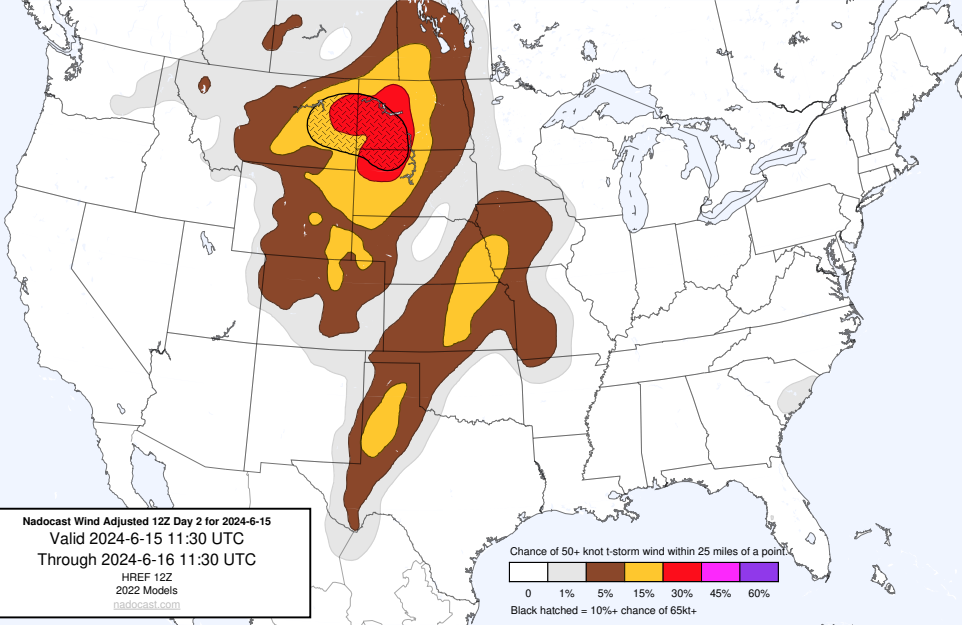 Nadocast Wind Adjusted 12Z Day 2 for 2024-6-15
Valid 2024-6-15 11:30 UTC
Through 2024-6-16 11:30 UTC
HREF 12Z
2022 Models
nadocast.com
Chance of 50+ knot t-storm wind within 25 miles of a point.
0 1% 5% 15% 30% 45% 60%
Black hatched = 10%+ chance of 65kt+